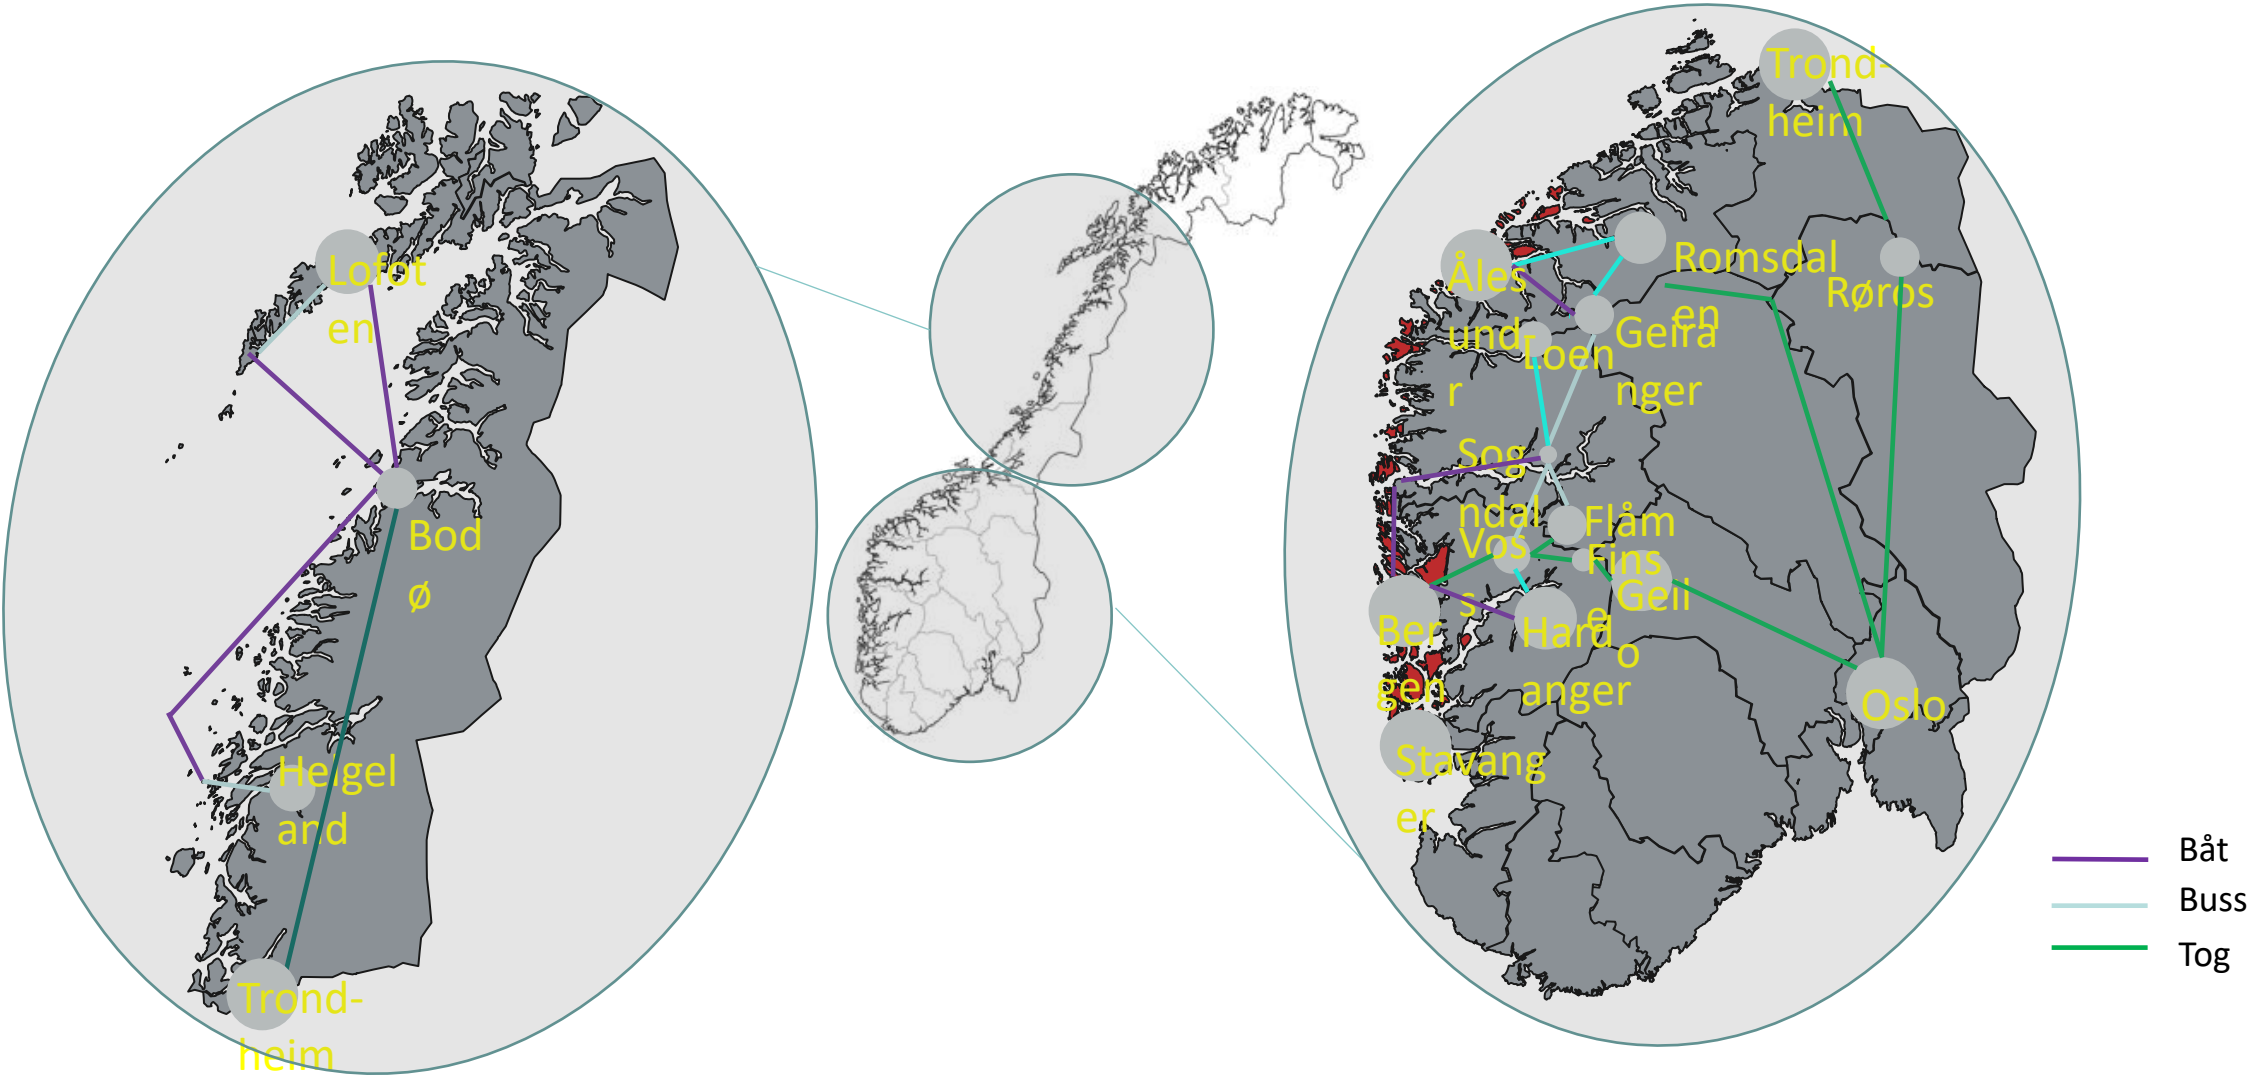 Lofot
en
Bod
ø
Helgel
and
Trond-
heim
Trond-
heim
Romsdal
en
Røros
Åles
und
r
Geira
nger
Loen
Sog
ndal
Flåm
Vos
s
Fins
e
Geil
o
Ber
gen
Hard
anger
Oslo
Stavang
er
Båt
Buss
Tog